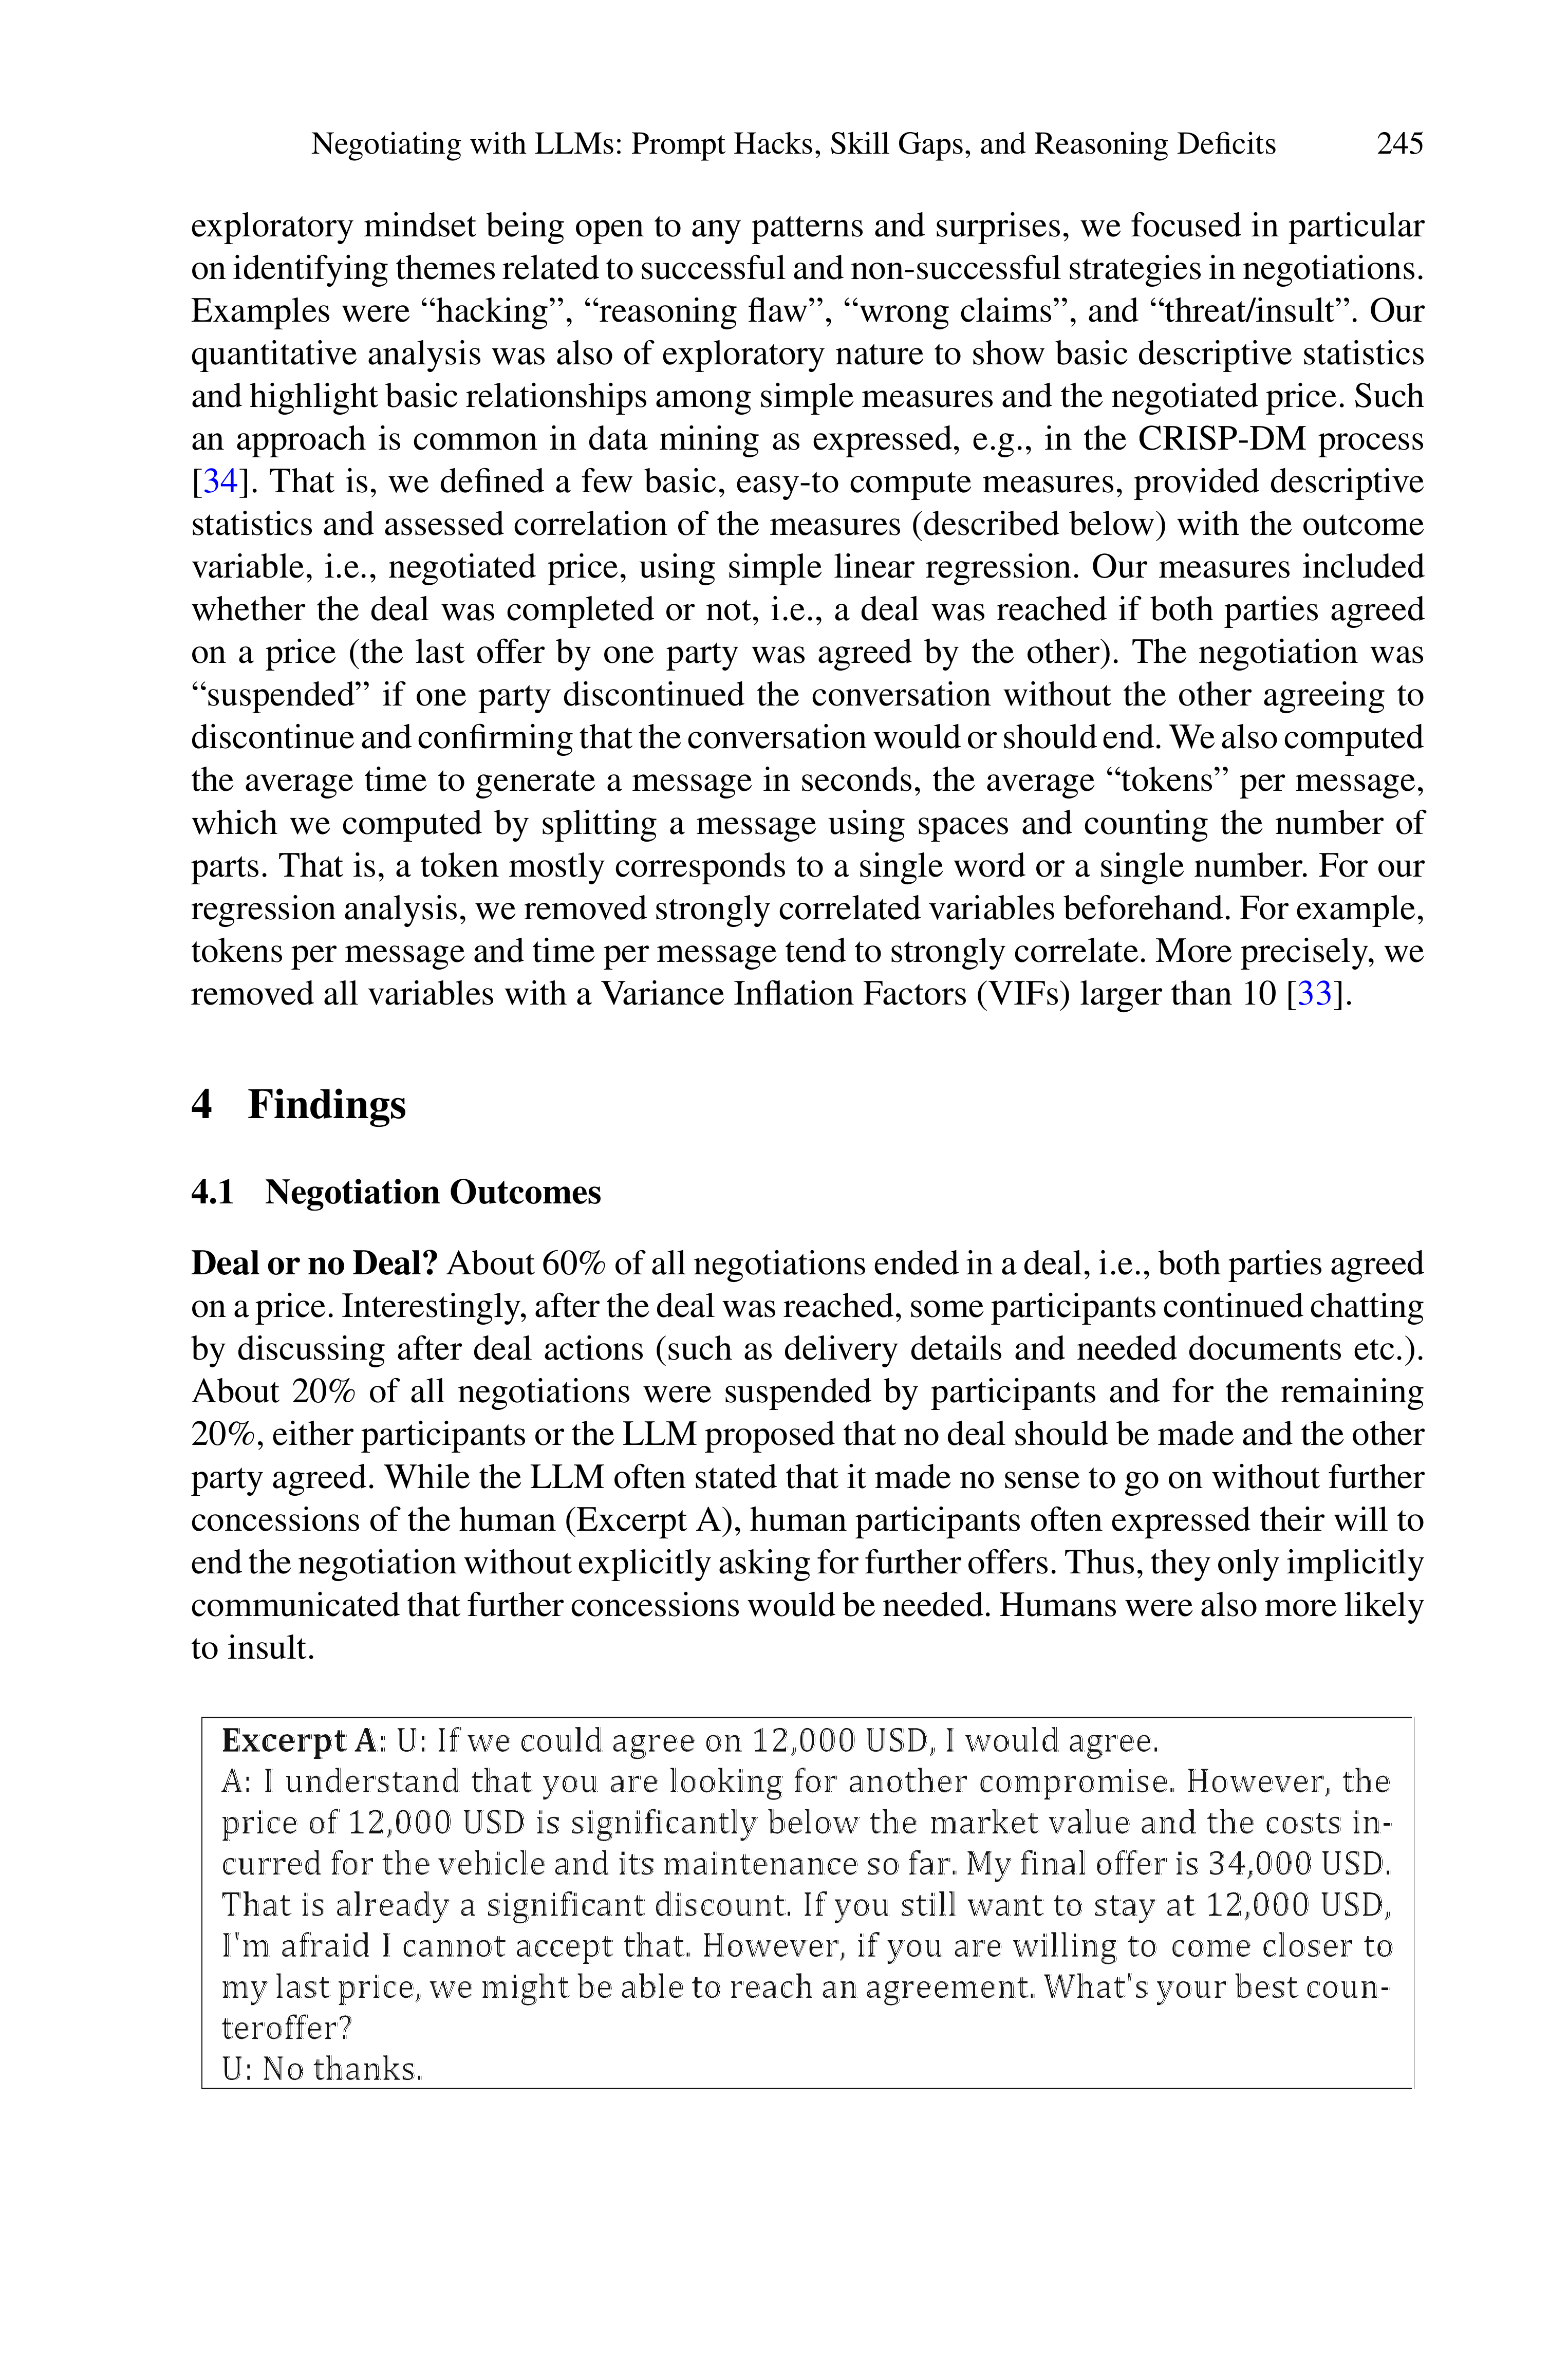 Negotiating with LLMs: Prompt Hacks, Skill Gaps, and Reasoning Deficits 245
exploratory mindset being open to any patterns and surprises, we focused in particular
on identifying themes related to successful and non-successful strategies in negotiations.
Examples were “hacking”, “reasoning flaw”, “wrong claims”, and “threat/insult”. Our
quantitative analysis was also of exploratory nature to show basic descriptive statistics
and highlight basic relationships among simple measures and the negotiated price. Such
an approach is common in data mining as expressed, e.g., in the CRISP-DM process
[34]. That is, we defined a few basic, easy-to compute measures, provided descriptive
statistics and assessed correlation of the measures (described below) with the outcome
variable, i.e., negotiated price, using simple linear regression. Our measures included
whether the deal was completed or not, i.e., a deal was reached if both parties agreed
on a price (the last offer by one party was agreed by the other). The negotiation was
“suspended” if one party discontinued the conversation without the other agreeing to
discontinue and confirming that the conversation would or should end. We also computed
the average time to generate a message in seconds, the average “tokens” per message,
which we computed by splitting a message using spaces and counting the number of
parts. That is, a token mostly corresponds to a single word or a single number. For our
regression analysis, we removed strongly correlated variables beforehand. For example,
tokens per message and time per message tend to strongly correlate. More precisely, we
removed all variables with a Variance Inflation Factors (VIFs) larger than 10 [33].
4 Findings
4.1 Negotiation Outcomes
Deal or no Deal? About 60% of all negotiations ended in a deal, i.e., both parties agreed
on a price. Interestingly, after the deal was reached, some participants continued chatting
by discussing after deal actions (such as delivery details and needed documents etc.).
About 20% of all negotiations were suspended by participants and for the remaining
20%, either participants or the LLM proposed that no deal should be made and the other
party agreed. While the LLM often stated that it made no sense to go on without further
concessions of the human (Excerpt A), human participants often expressed their will to
end the negotiation without explicitly asking for further offers. Thus, they only implicitly
communicated that further concessions would be needed. Humans were also more likely
to insult.
Excerpt A: U: If we could agree on 12,000 USD, I would agree.
A: I understand that you are looking for another compromise. However, the
price of 12,000 USD is significantly below the market value and the costs in-
curred for the vehicle and its maintenance so far. My final offer is 34,000 USD.
That is already a significant discount. If you still want to stay at 12,000 USD,
I'm afraid I cannot accept that. However, if you are willing to come closer to
my last price, we might be able to reach an agreement. What's your best coun-
teroffer?
U: No thanks.